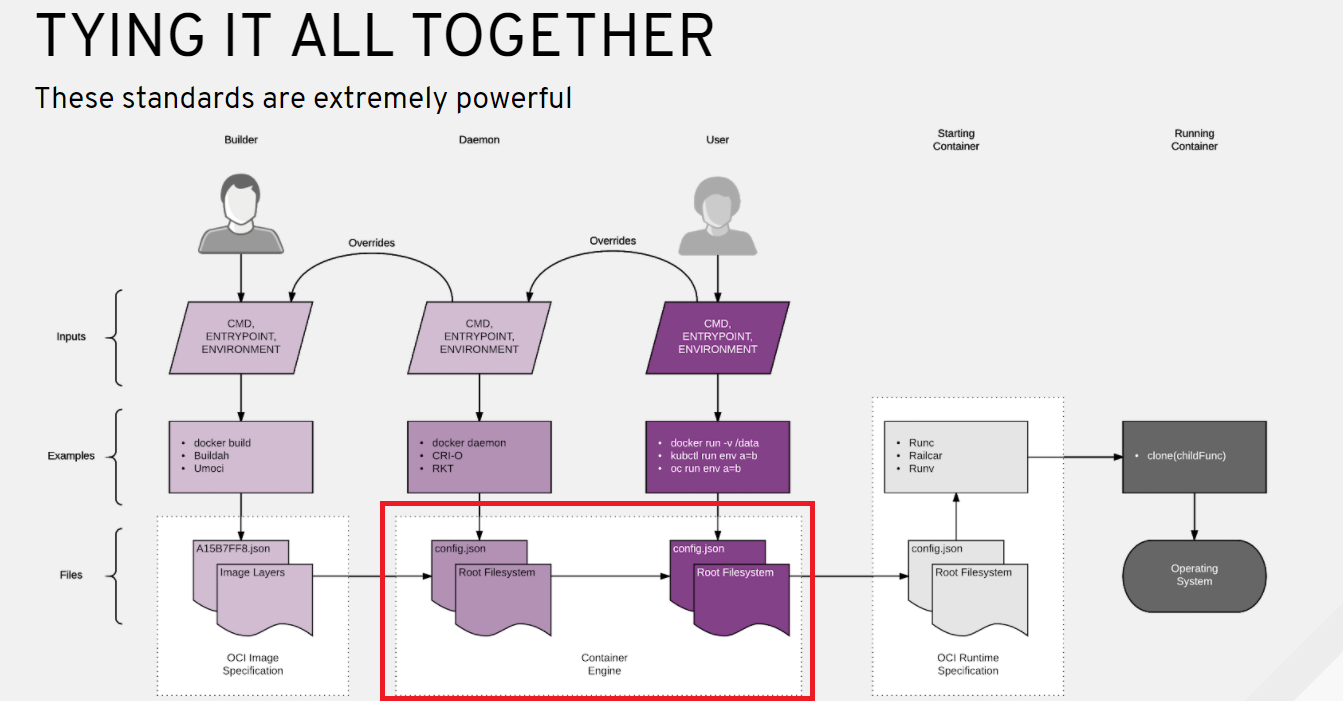 TYING IT ALL TOGETHER
These standards are extremely powerful
Builder
Daemon
User
Starting
Container
Running
Container
Overrides
Overrides
Inputs
CMD,
ENTRYPOINT,
ENVIRONMENT
CMD,
ENTRYPOINT,
ENVIRONMENT
CMD,
ENTRYPOINT,
ENVIRONMENT
Examples
• docker build
• Buildah
• Umoci
• docker daemon
• CRI-O
• RKT
• docker run -v /data
• kubctl run env a=b
• oc run env a=b
• Runc
• Railcar
• Runv
• clone(childFunc)
Files
A15B7FF8.json
Image Layers
config.json
Root Filesystem
config.json
Root Filesystem
config.json
Root Filesystem
Operating
System
OCI Image
Specification
Container
Engine
OCI Runtime
Specification